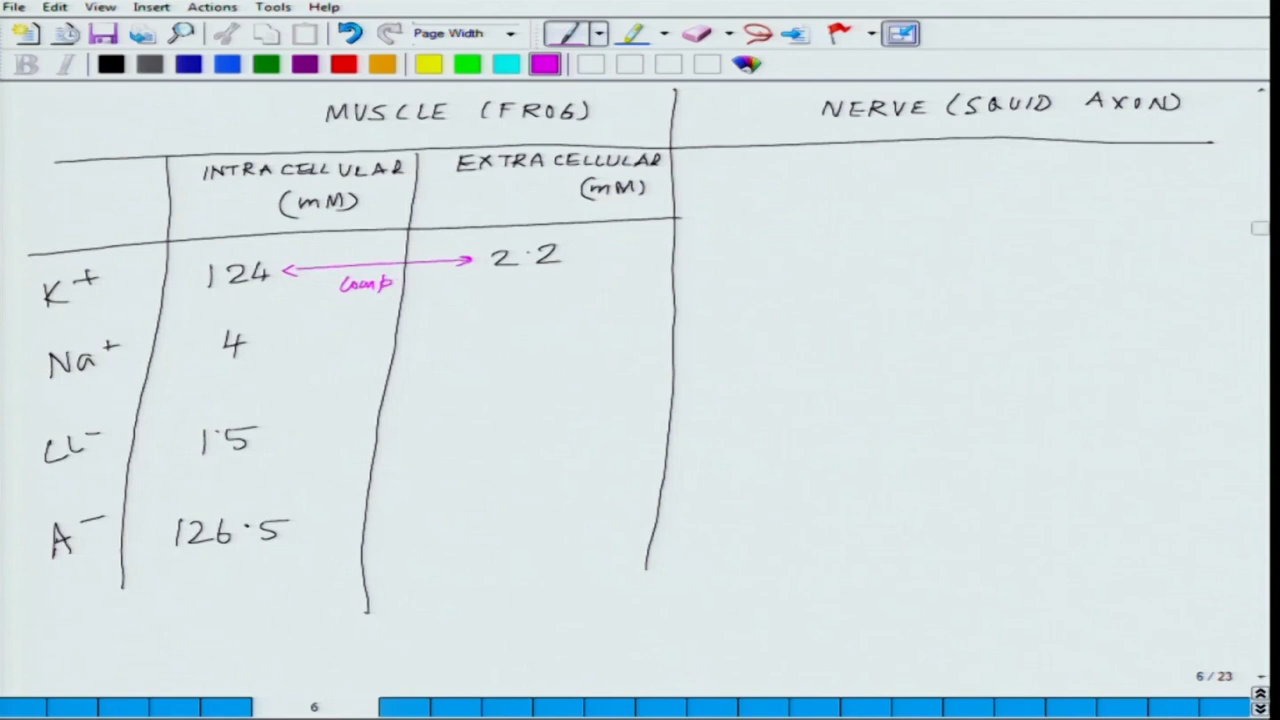 File Edit View Insert Actions Tools Help
Page Width
MUSCLE (FROG) NERVE (SQUID AXON)
INTRACELLULAR EXTRACELLULAR
(mM) (mM)
K+ 124 2.2
Na+ 4
Cl- 1.5
A- 126.5
6/23
6